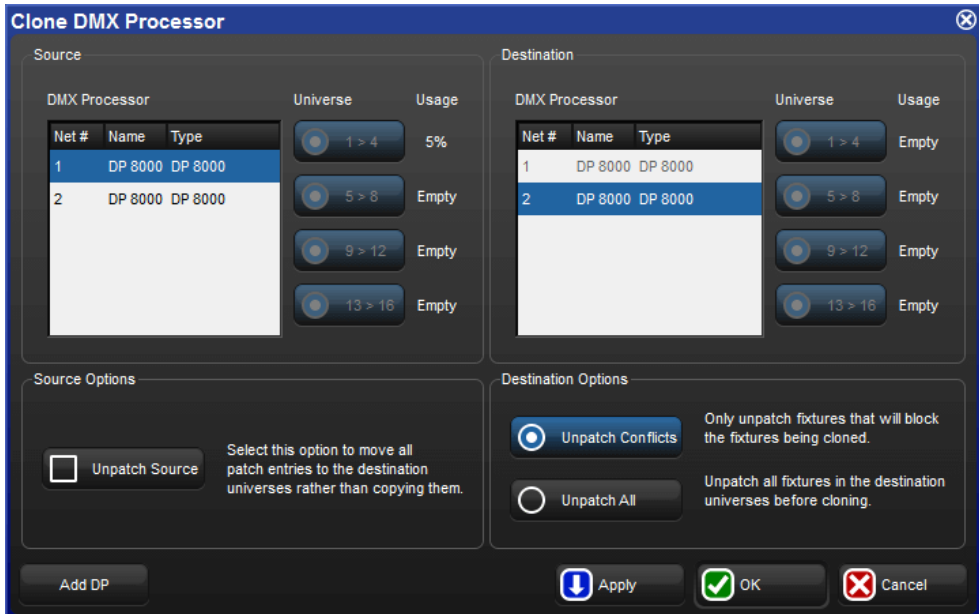 Clone DMX Processor
Source
DMX Processor Universe Usage
Net # Name Type
1 DP 8000 DP 8000
2 DP 8000 DP 8000
1 > 4 5%
5 > 8 Empty
9 > 12 Empty
13 > 16 Empty
Destination
DMX Processor Universe Usage
Net # Name Type
1 DP 8000 DP 8000
2 DP 8000 DP 8000
1 > 4 Empty
5 > 8 Empty
9 > 12 Empty
13 > 16 Empty
Source Options
Unpatch Source
Select this option to move all
patch entries to the destination
universes rather than copying them.
Destination Options
Unpatch Conflicts
Only unpatch fixtures that will block
the fixtures being cloned.
Unpatch All
Unpatch all fixtures in the destination
universes before cloning.
Add DP
Apply
OK
Cancel